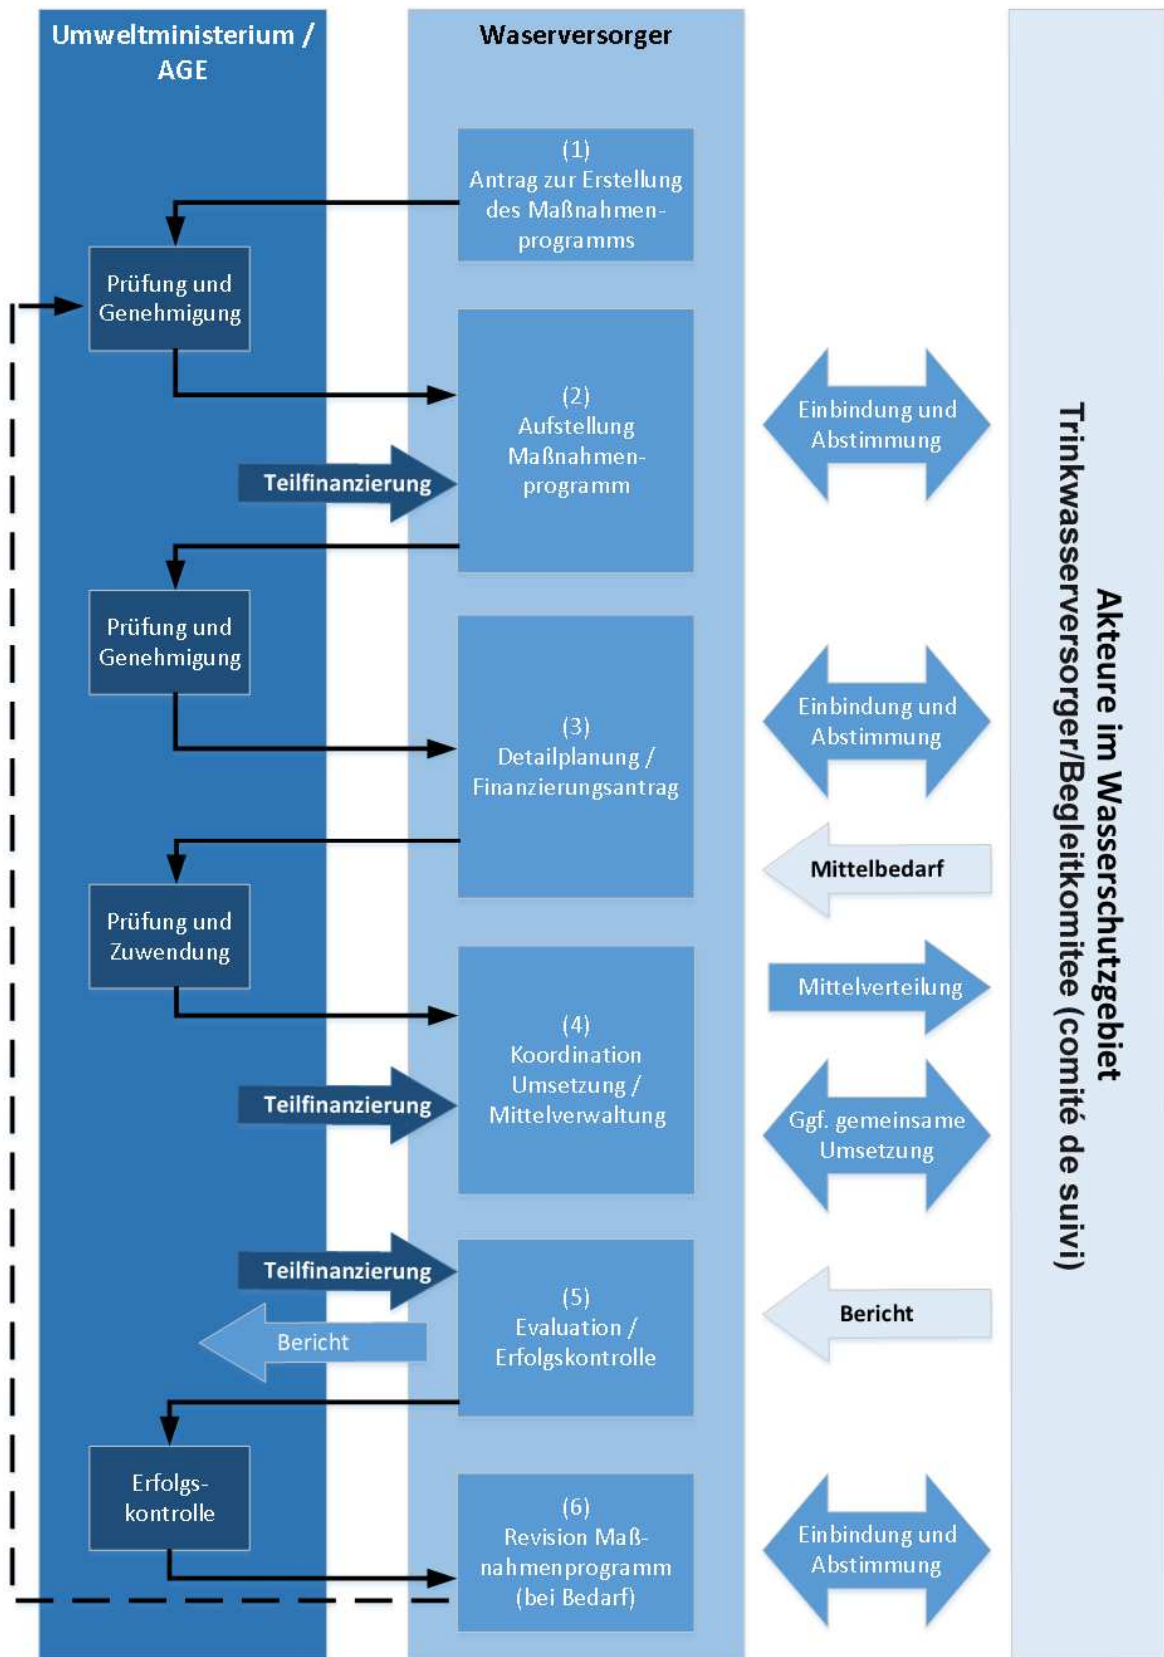 Umweltministerium /
AGE
Waserversorger
(1)
Antrag zur Erstellung
des Maßnahmen-
programms
Prüfung und
Genehmigung
(2)
Aufstellung
Maßnahmen-
programm
Einbindung und
Abstimmung
Teilfinanzierung
Prüfung und
Genehmigung
(3)
Detailplanung /
Finanzierungsantrag
Einbindung und
Abstimmung
Mittelbedarf
Prüfung und
Zuwendung
Mittelverteilung
(4)
Koordination
Umsetzung /
Mittelverwaltung
Teilfinanzierung
Ggf. gemeinsame
Umsetzung
Teilfinanzierung
(5)
Evaluation /
Erfolgskontrolle
Bericht
Bericht
Erfolgs-
kontrolle
(6)
Revision Maß-
nahmenprogramm
(bei Bedarf)
Einbindung und
Abstimmung
Akteure im Wasserschutzgebiet
Trinkwasserversorger/Begleitkomitee (comité de suivi)